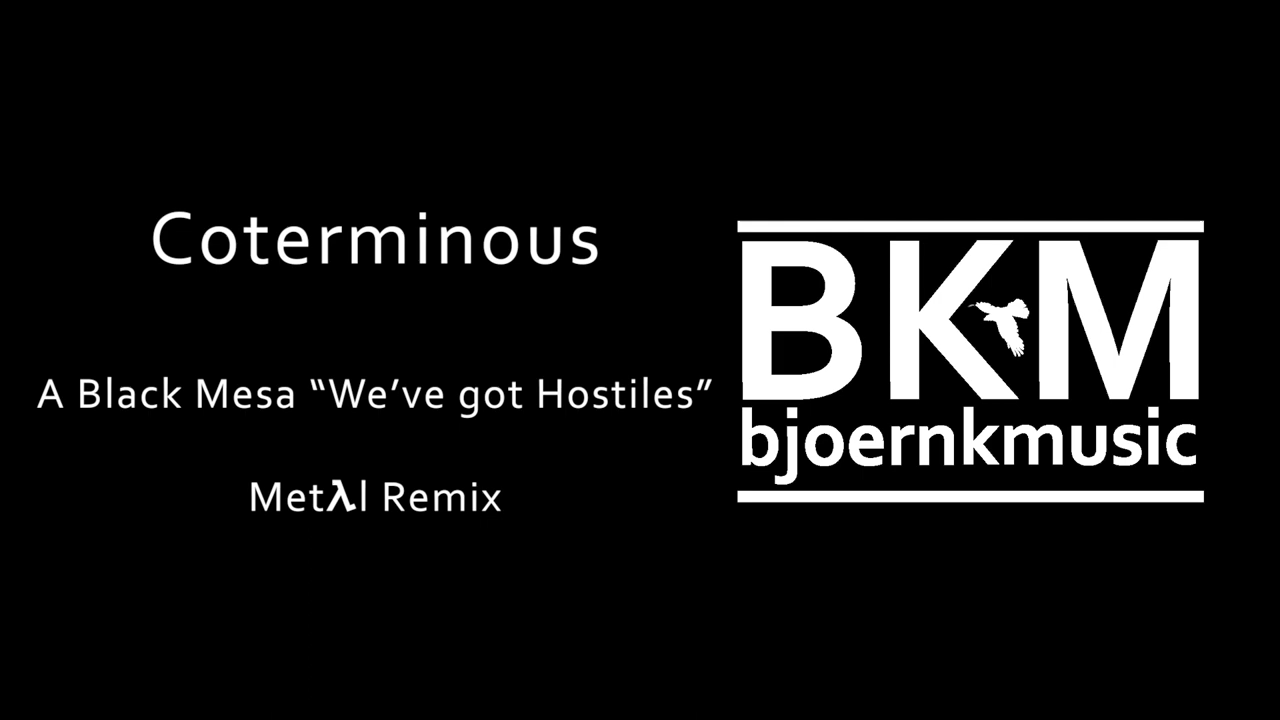 Coterminous
A Black Mesa “We’ve got Hostiles”
Metλl Remix
BKM
bjoernkmusic